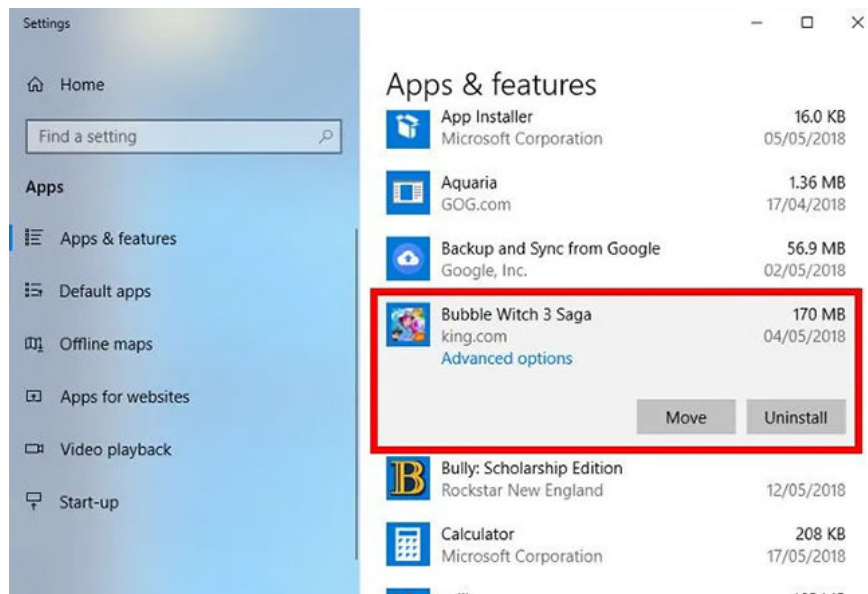 Settings
Home
Find a setting
Apps
Apps & features
Default apps
Offline maps
Apps for websites
Video playback
Start-up
Apps & features
App Installer 16.0 KB
Microsoft Corporation 05/05/2018
Aquaria 1.36 MB
GOG.com 17/04/2018
Backup and Sync from Google 56.9 MB
Google, Inc. 02/05/2018
Bubble Witch 3 Saga 170 MB
king.com 04/05/2018
Advanced options
Move Uninstall
B Bully: Scholarship Edition
Rockstar New England 12/05/2018
Calculator 208 KB
Microsoft Corporation 17/05/2018